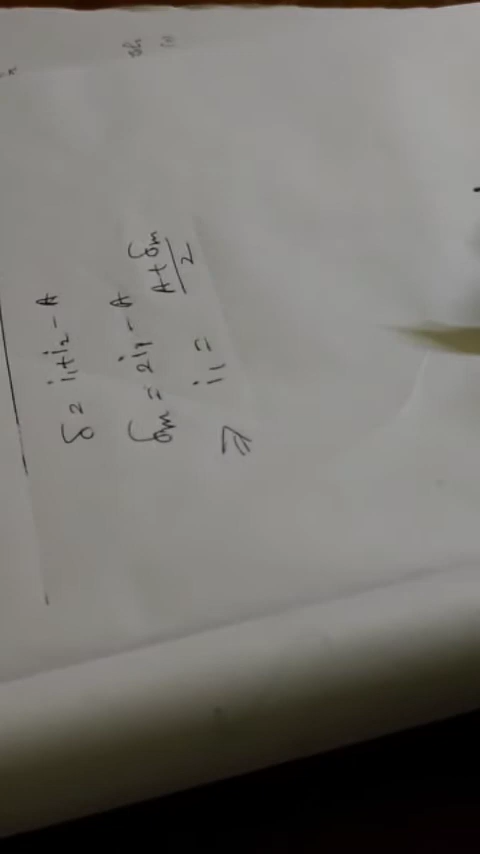 δ = i₁+i₂ - A
δm = 2i₁ - A
⇒ i₁ = A+δm / 2